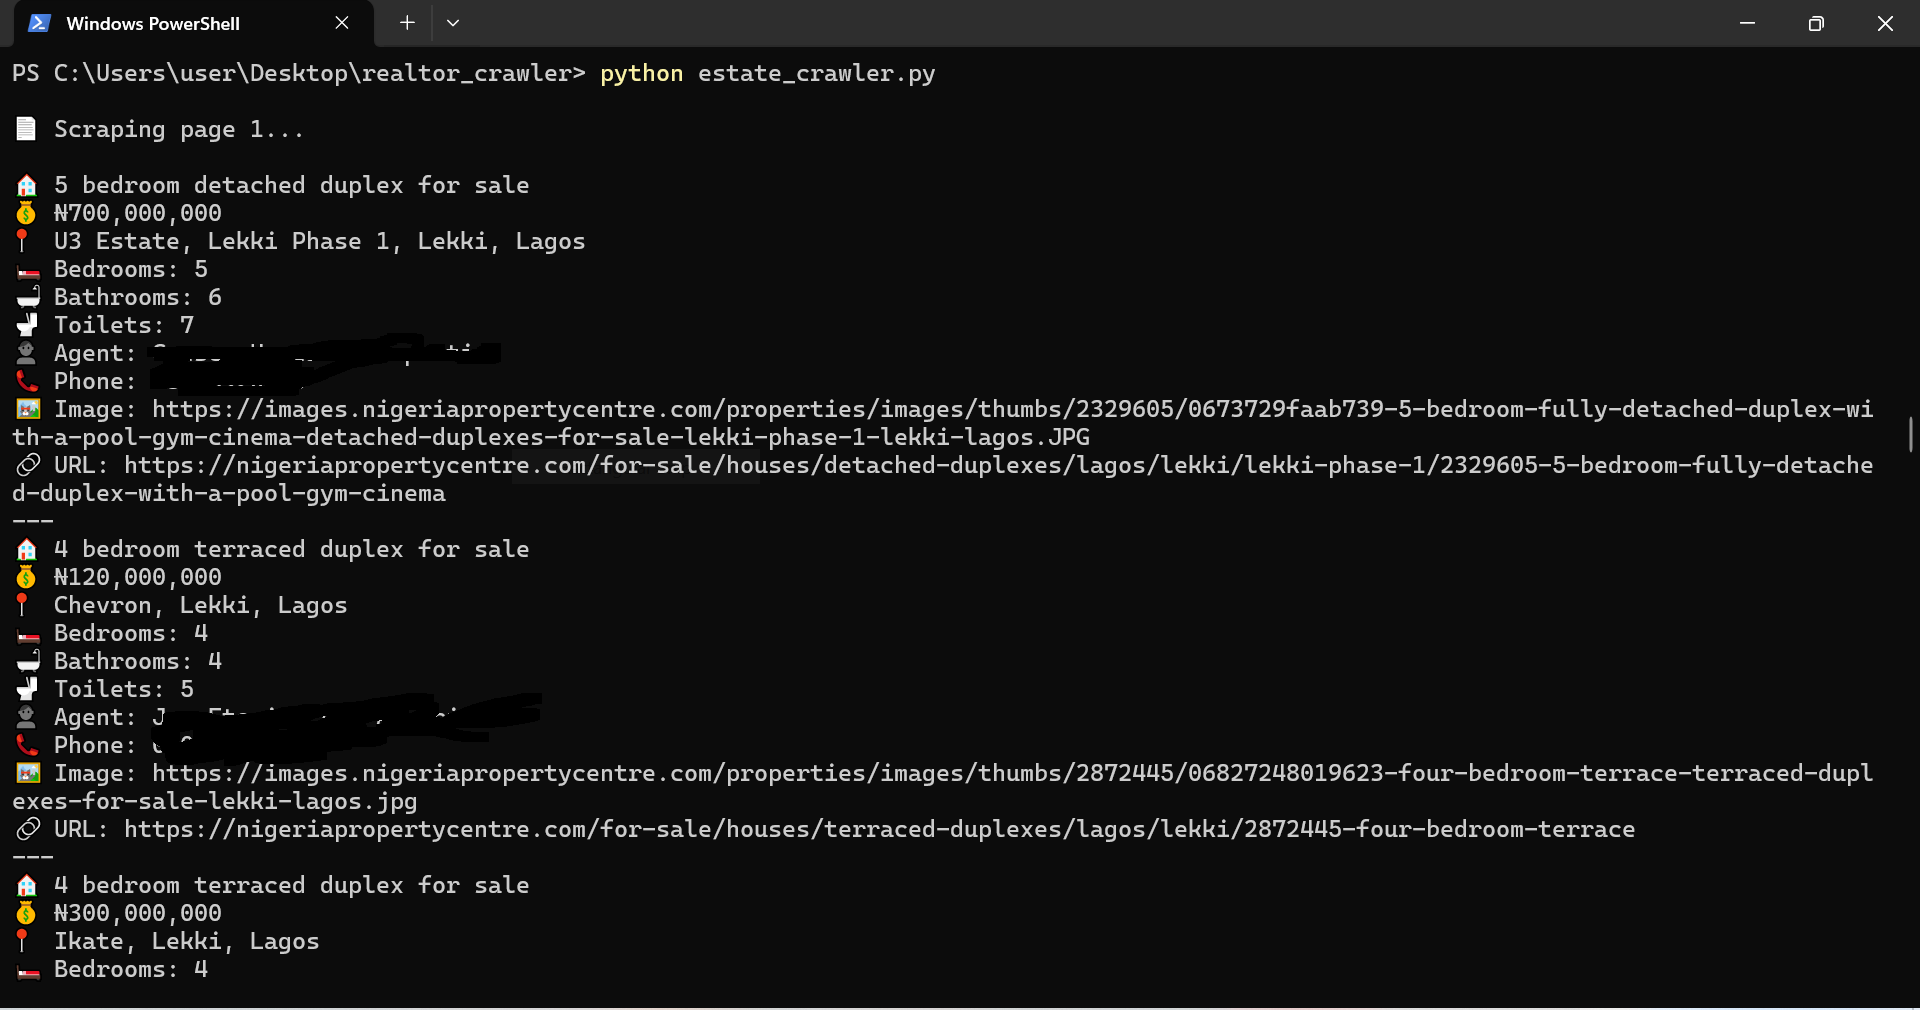 Windows PowerShell
PS C:\Users\user\Desktop\realtor_crawler> python estate_crawler.py
Scraping page 1...
5 bedroom detached duplex for sale
₦700,000,000
U3 Estate, Lekki Phase 1, Lekki, Lagos
Bedrooms: 5
Bathrooms: 6
Toilets: 7
Agent:
Phone:
Image: https://images.nigeriapropertycentre.com/properties/images/thumbs/2329605/0673729faab739-5-bedroom-fully-detached-duplex-wi
th-a-pool-gym-cinema-detached-duplexes-for-sale-lekki-phase-1-lekki-lagos.JPG
URL: https://nigeriapropertycentre.com/for-sale/houses/detached-duplexes/lagos/lekki/lekki-phase-1/2329605-5-bedroom-fully-detache
d-duplex-with-a-pool-gym-cinema
---
4 bedroom terraced duplex for sale
₦120,000,000
Chevron, Lekki, Lagos
Bedrooms: 4
Bathrooms: 4
Toilets: 5
Agent:
Phone:
Image: https://images.nigeriapropertycentre.com/properties/images/thumbs/2872445/06827248019623-four-bedroom-terrace-terraced-dupl
exes-for-sale-lekki-lagos.jpg
URL: https://nigeriapropertycentre.com/for-sale/houses/terraced-duplexes/lagos/lekki/2872445-four-bedroom-terrace
---
4 bedroom terraced duplex for sale
₦300,000,000
Ikate, Lekki, Lagos
Bedrooms: 4